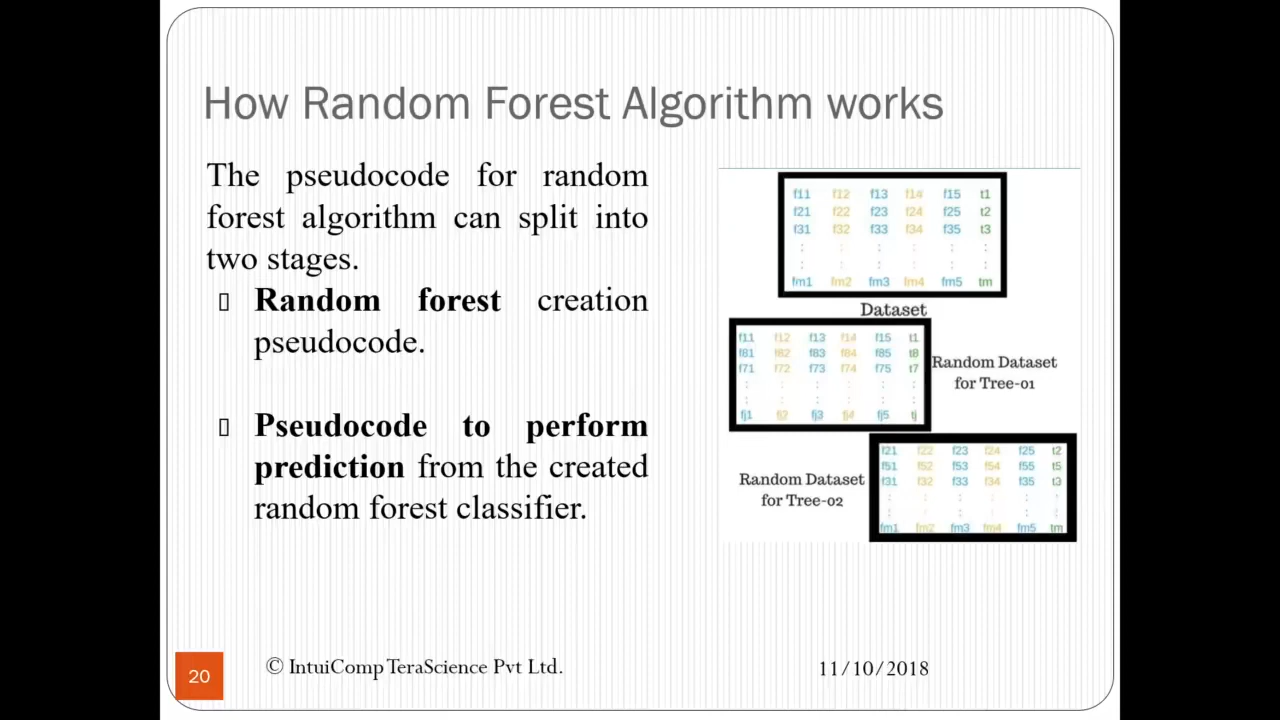 How Random Forest Algorithm works
The pseudocode for random
forest algorithm can split into
two stages.
Random forest creation
pseudocode.
Pseudocode to perform
prediction from the created
random forest classifier.
f11 f12 f13 f14 f15 t1
f21 f22 f23 f24 f25 t2
f31 f32 f33 f34 f35 t3
: : : : : :
: : : : : :
fm1 fm2 fm3 fm4 fm5 tm
Dataset
f11 f12 f13 f14 f15 t1
f81 f82 f83 f84 f85 t8
f71 f72 f73 f74 f75 t7
: : : : : :
: : : : : :
fj1 fj2 fj3 fj4 fj5 tj
Random Dataset
for Tree-01
f21 f22 f23 f24 f25 t2
f51 f52 f53 f54 f55 t5
f31 f32 f33 f34 f35 t3
: : : : : :
: : : : : :
fm1 fm2 fm3 fm4 fm5 tm
Random Dataset
for Tree-02
20
© IntuiComp TeraScience Pvt Ltd.
11/10/2018